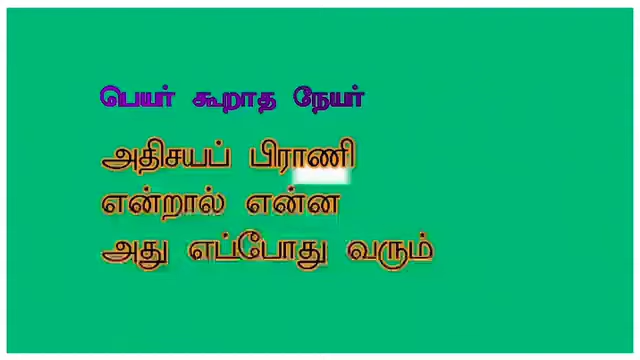 பெயர் கூறாத நேயர்
அதிசயப் பிராணி
என்றால் என்ன
அது எப்போது வரும்